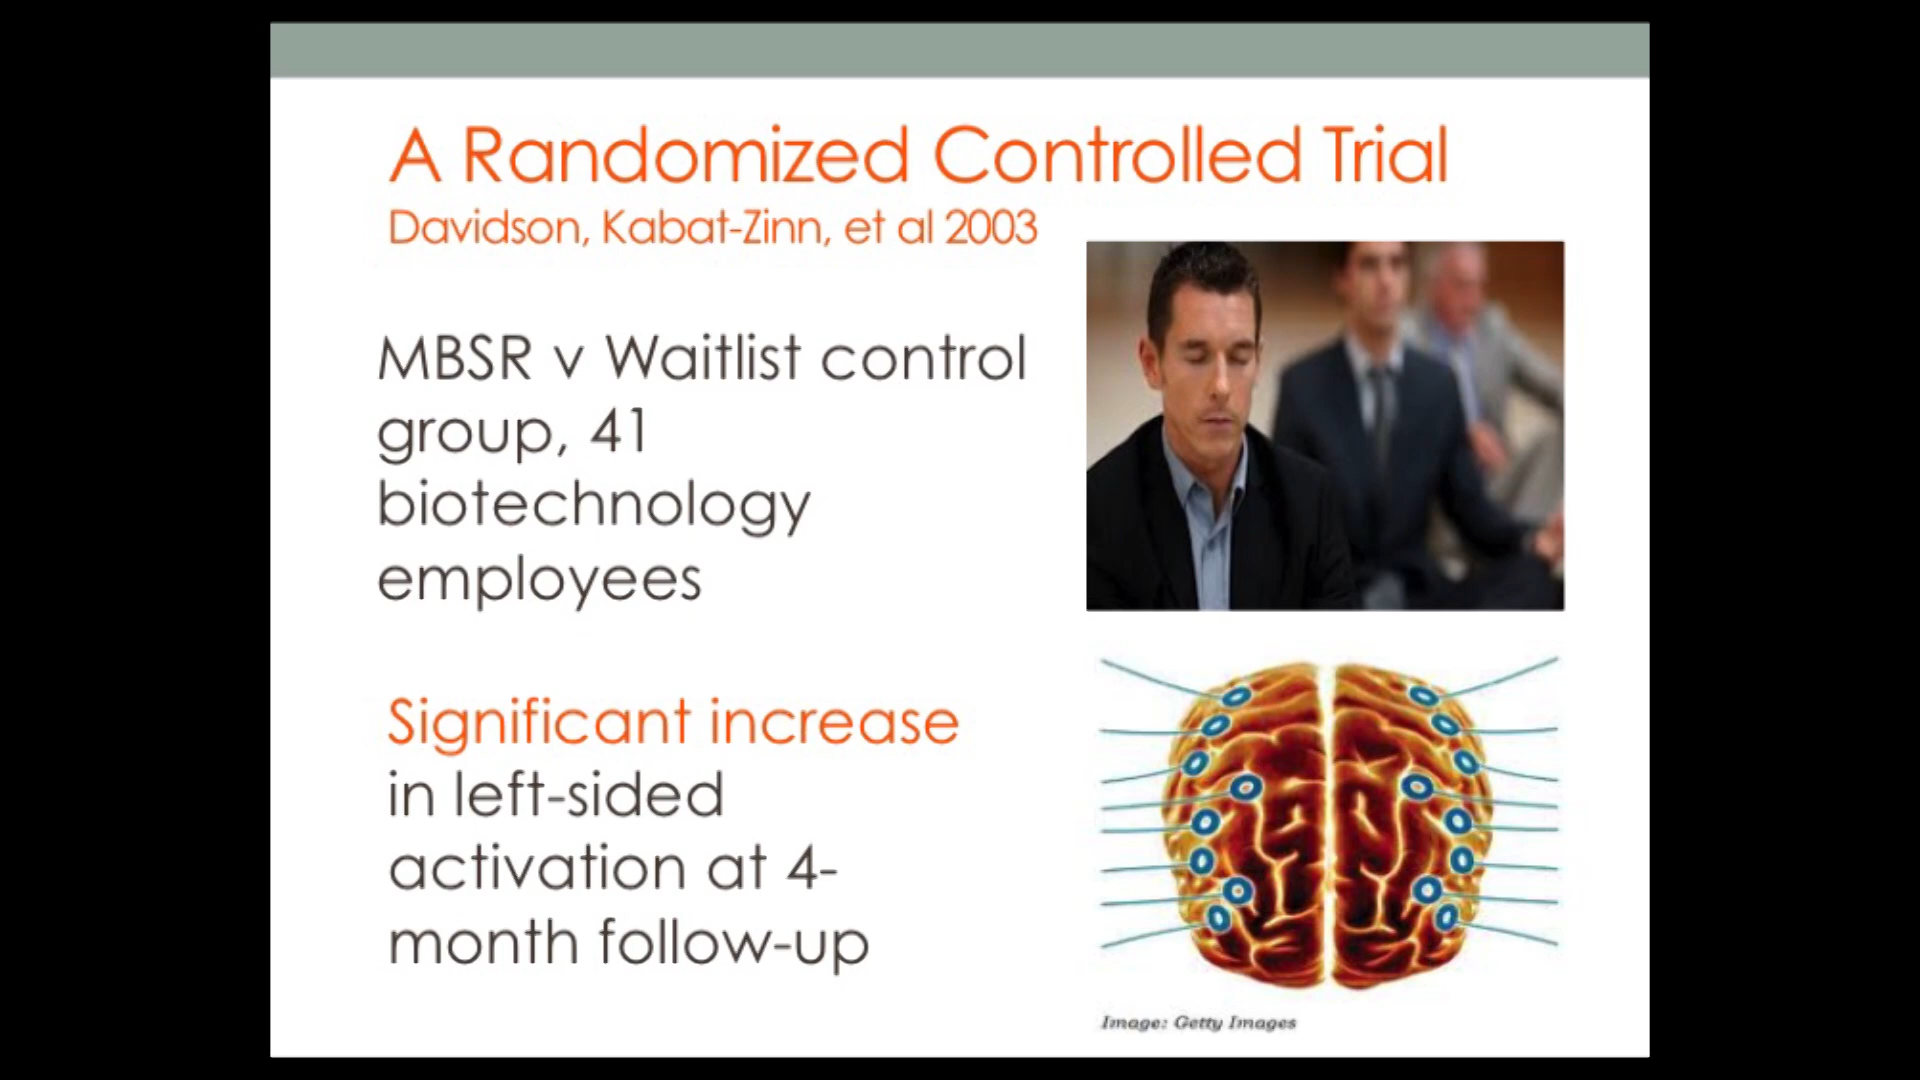 A Randomized Controlled Trial
Davidson, Kabat-Zinn, et al 2003
MBSR v Waitlist control
group, 41
biotechnology
employees
Significant increase
in left-sided
activation at 4-
month follow-up
Image: Getty Images